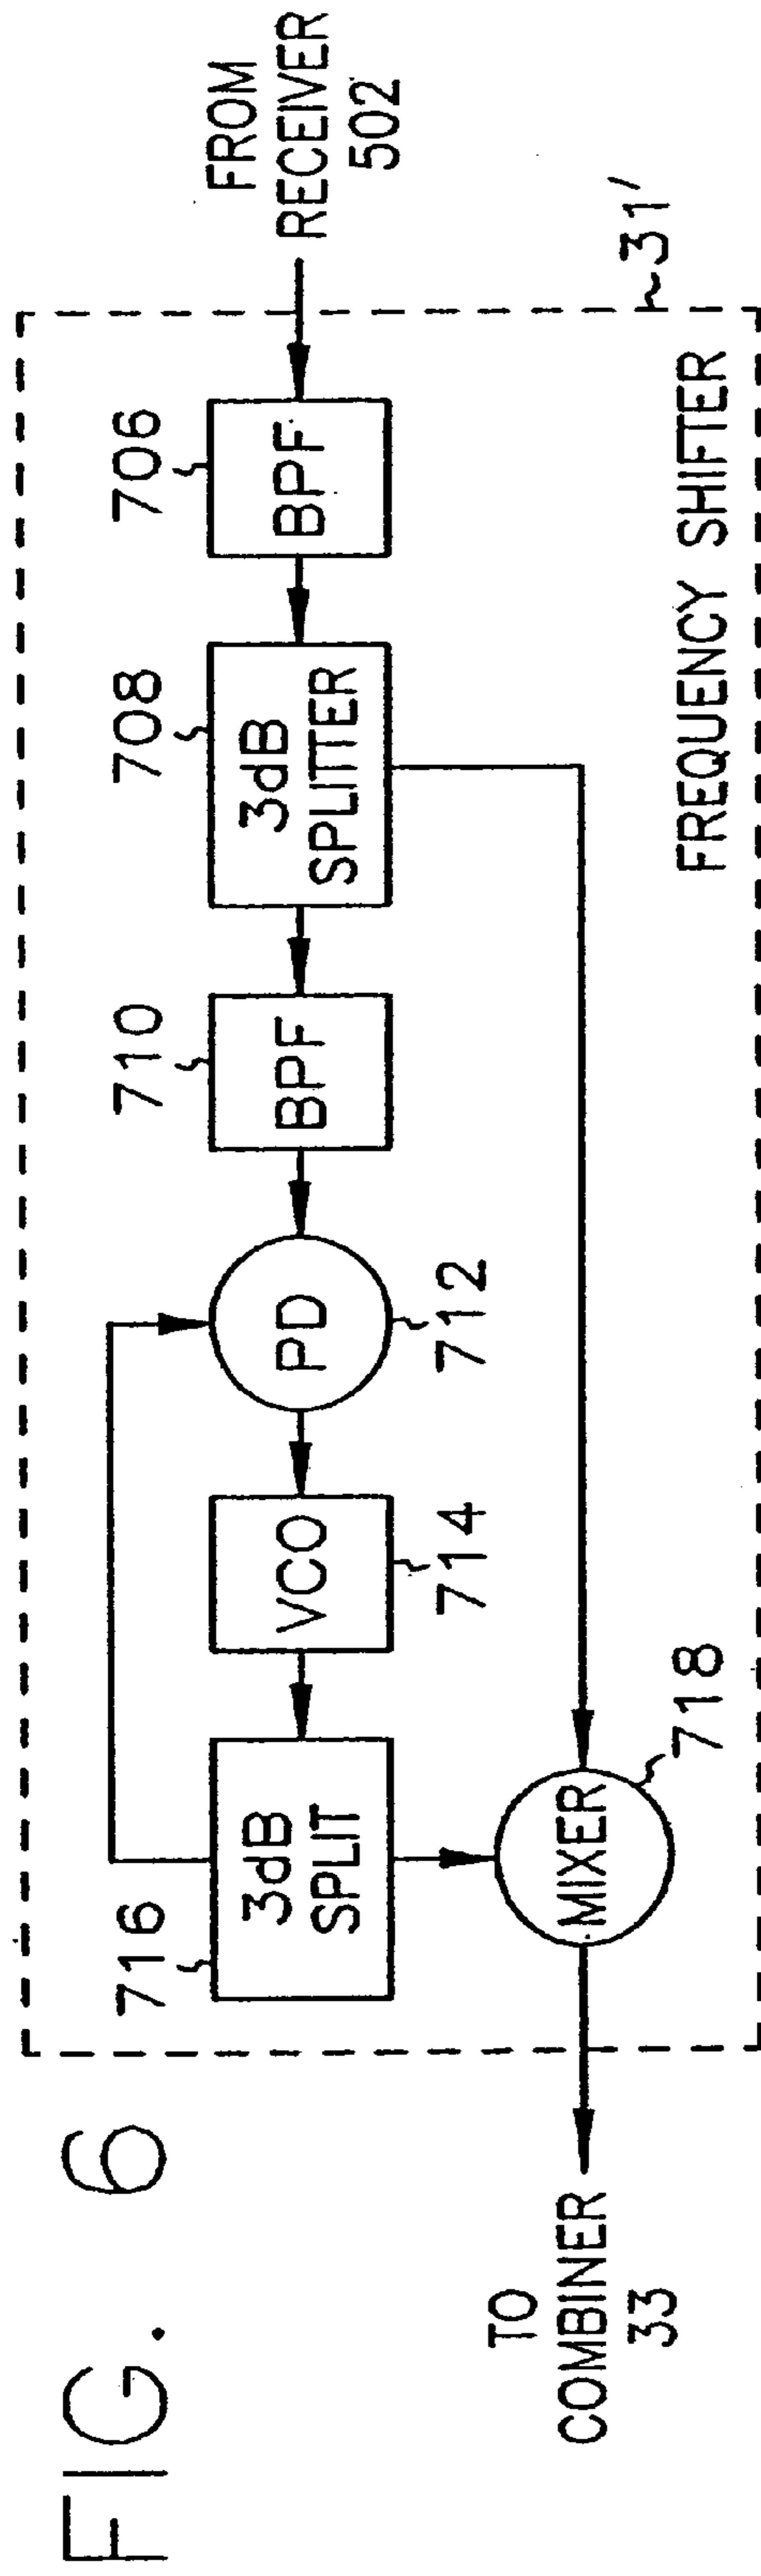 FIG. 6
716
3dB
SPLIT
VCO
714
PD
712
710
BPF
708
3dB
SPLITTER
706
BPF
FROM
RECEIVER
502
TO
COMBINER
33
MIXER
718
FREQUENCY SHIFTER
31'